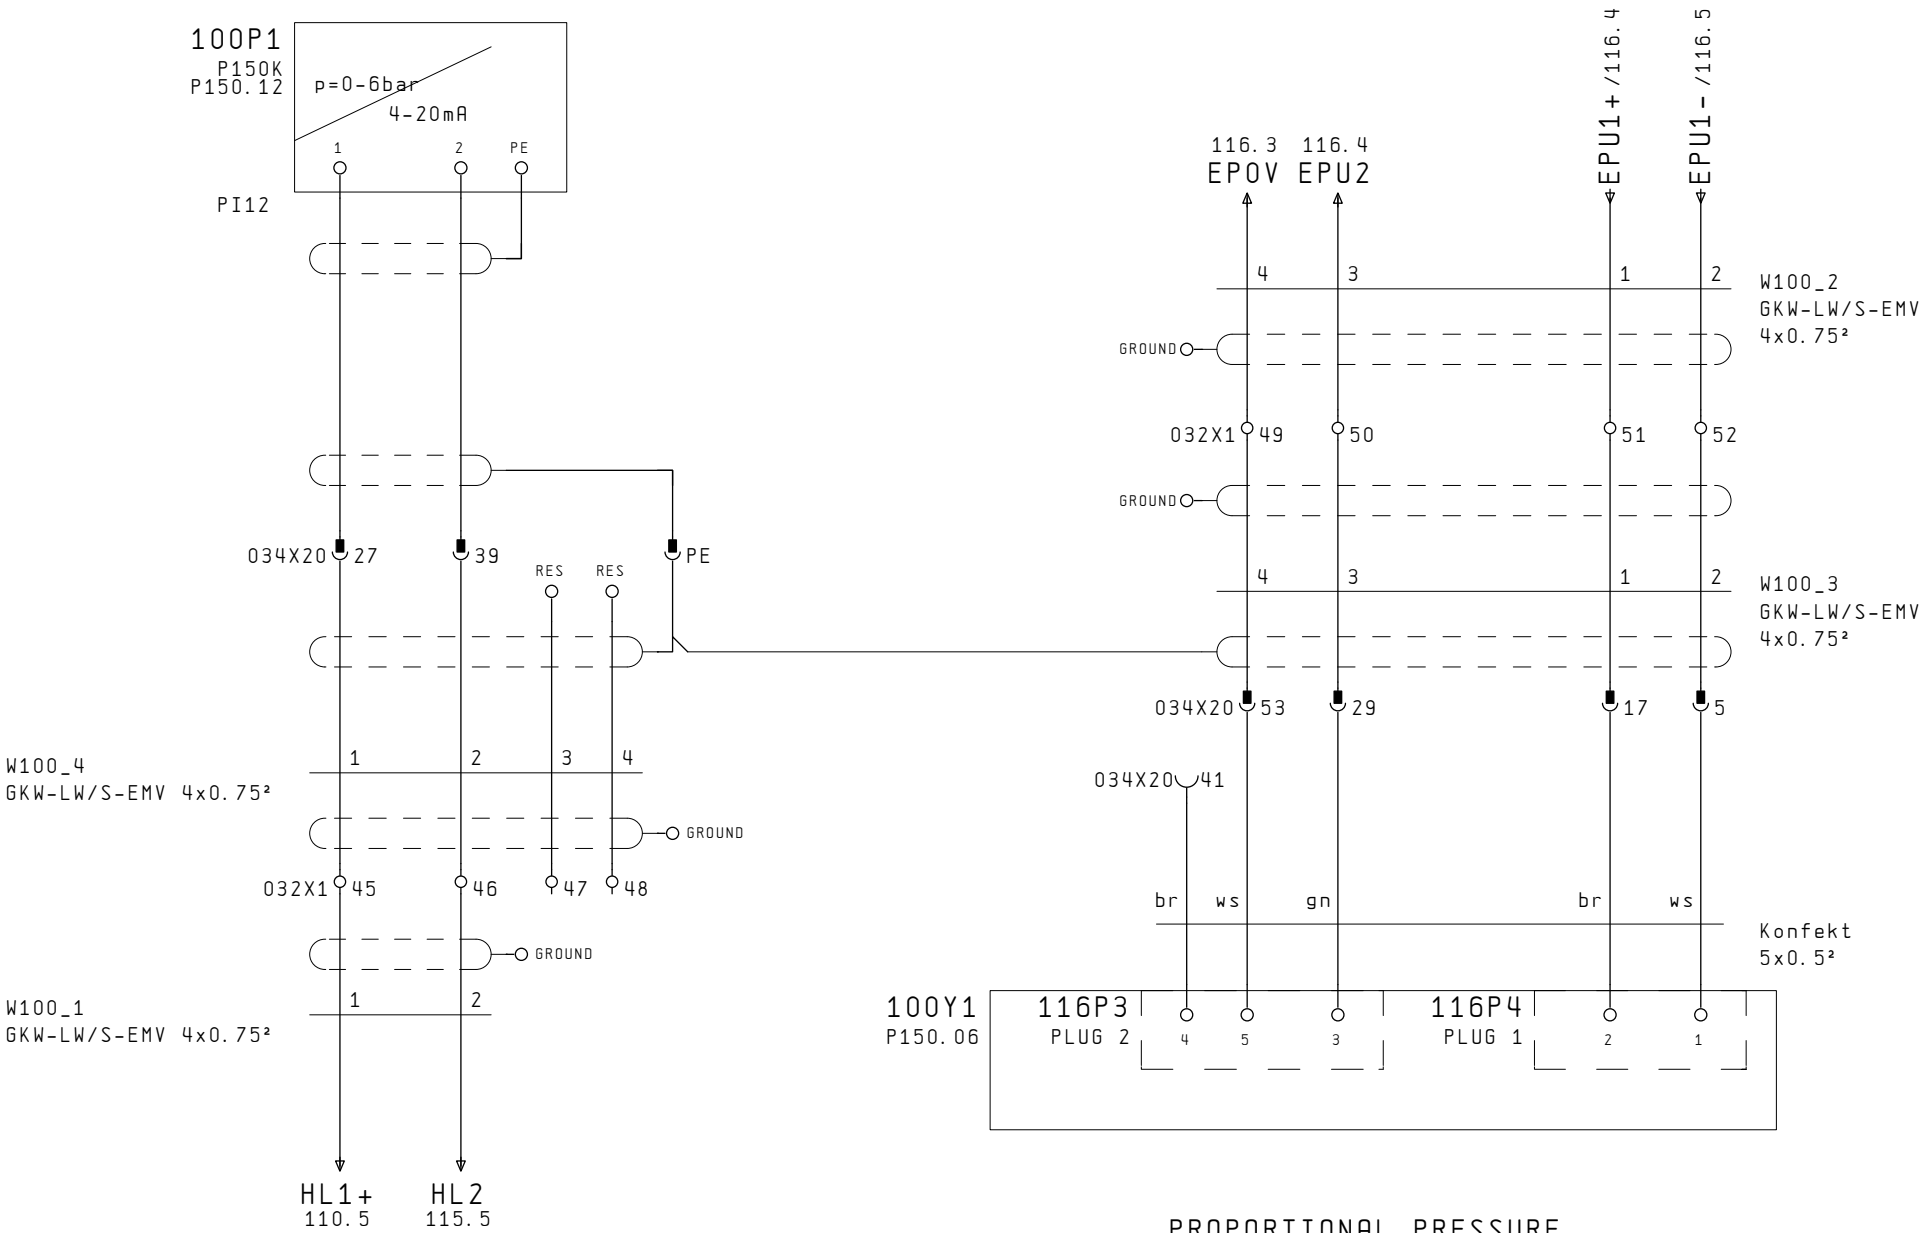 100P1
P150K
P150.12
p=0-6bar
4-20mA
1 2 PE
PI12
034X20 27 39 PE
RES RES
W100_4
GKW-LW/S-EMV 4x0.75²
1 2 3 4
GROUND
032X1 45 46 47 48
GROUND
W100_1
GKW-LW/S-EMV 4x0.75²
1 2
HL1+ HL2
110.5 115.5
116.3 116.4
EPOV EPU2
EPU1+ /116.4
EPU1- /116.5
4 3 1 2
W100_2
GKW-LW/S-EMV
4x0.75²
GROUND
032X1 49 50 51 52
GROUND
4 3 1 2
W100_3
GKW-LW/S-EMV
4x0.75²
034X20 53 29 17 5
034X20 41
br ws gn br ws
Konfekt
5x0.5²
100Y1
P150.06
116P3
PLUG 2
4 5 3
116P4
PLUG 1
2 1
PROPORTIONAL PRESSURE